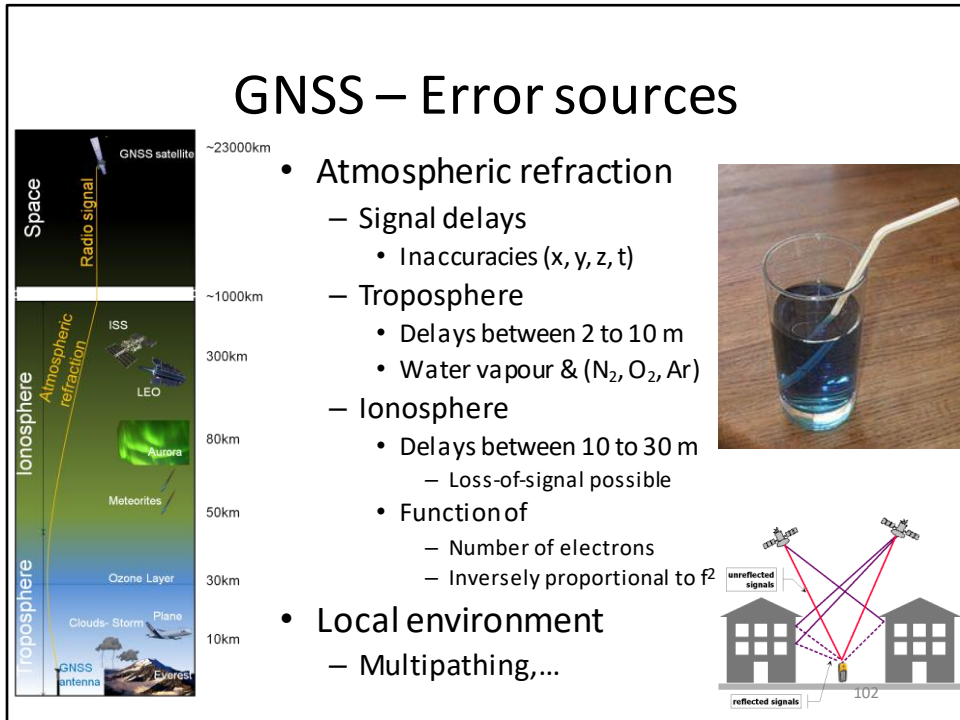 GNSS – Error sources
GNSS satellite
~23000km
Space
Radio signal
~1000km
ISS
Atmospheric
refraction
300km
LEO
Ionosphere
80km
Aurora
Meteorites
50km
Ozone Layer
30km
Troposphere
Plane
Clouds- Storm
10km
GNSS
antenna
Everest
• Atmospheric refraction
– Signal delays
• Inaccuracies (x, y, z, t)
– Troposphere
• Delays between 2 to 10 m
• Water vapour & (N₂, O₂, Ar)
– Ionosphere
• Delays between 10 to 30 m
– Loss-of-signal possible
• Function of
– Number of electrons
– Inversely proportional to f²
• Local environment
– Multipathing,...
unreflected
signals
reflected signals
102